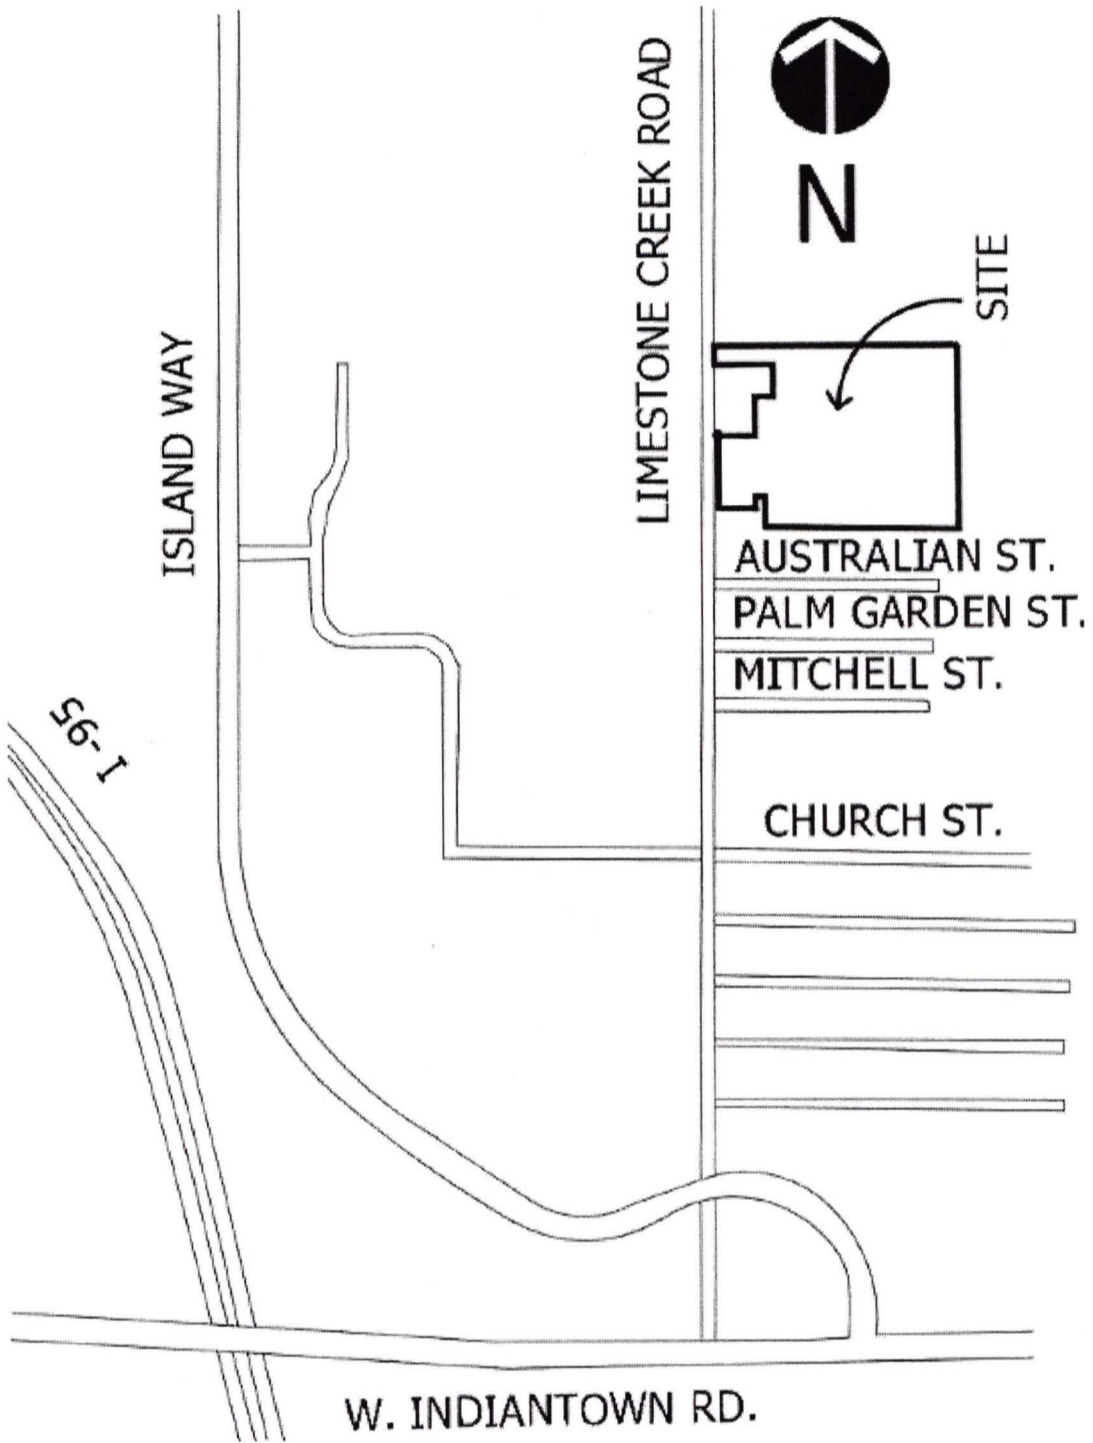 N
SITE
LIMESTONE CREEK ROAD
ISLAND WAY
AUSTRALIAN ST.
PALM GARDEN ST.
MITCHELL ST.
I-95
CHURCH ST.
W. INDIANTOWN RD.